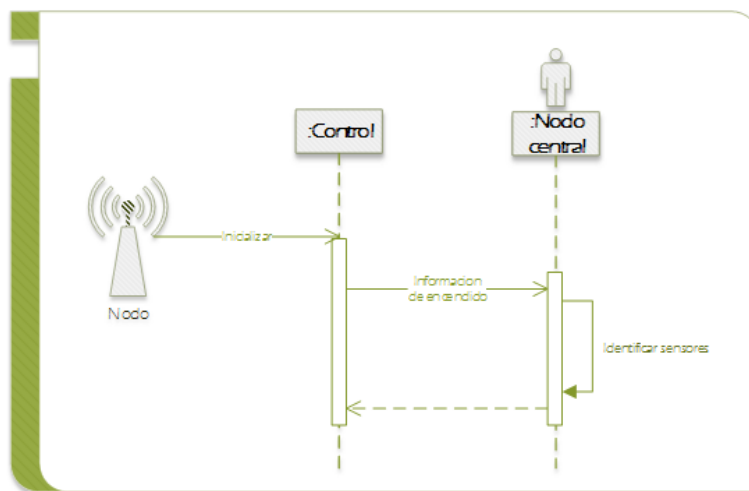 :Control
:Nodo
central
Inicializar
Informacion
de encendido
Nodo
Identificar sensores